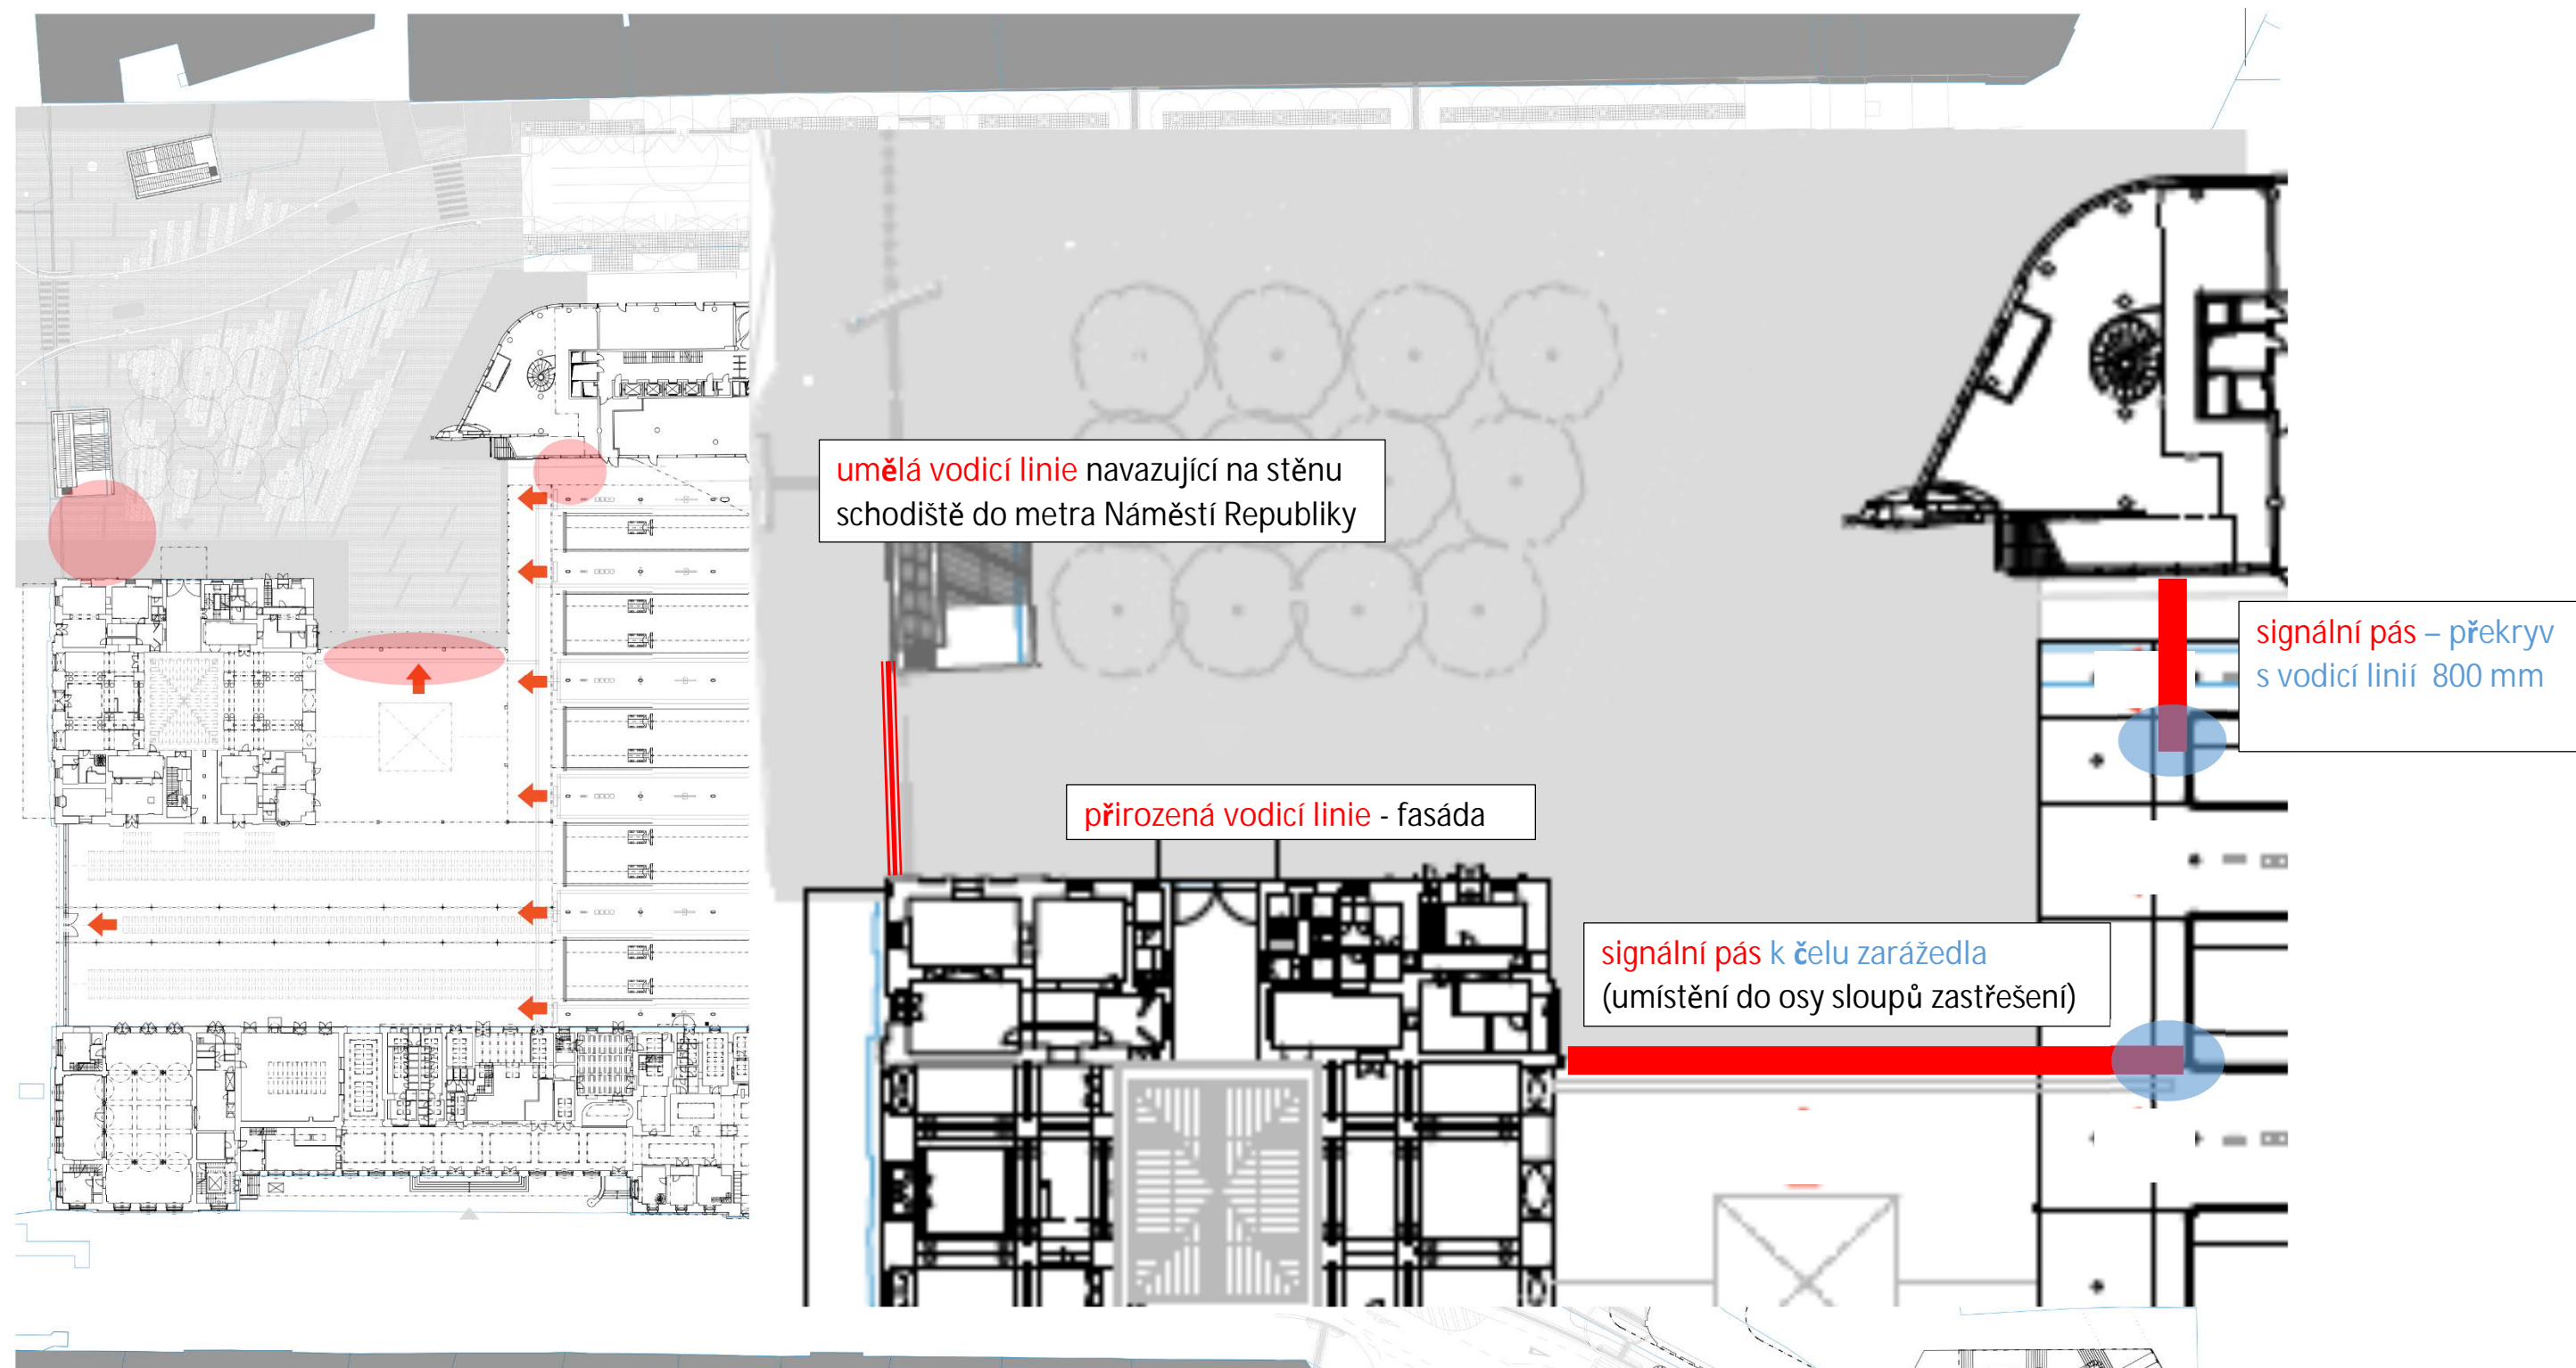 umělá vodicí linie navazující na stěnu
schodiště do metra Náměstí Republiky
signální pás – překryv
s vodicí linií 800 mm
přirozená vodicí linie - fasáda
signální pás k čelu zarážedla
(umístění do osy sloupů zastřešení)